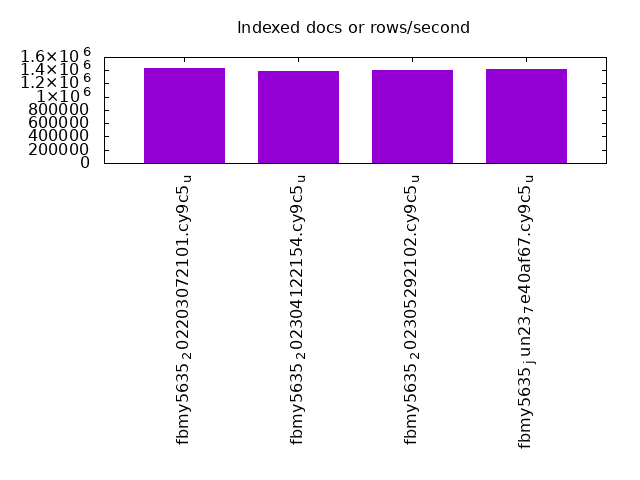 Indexed docs or rows/second
1.6×10⁶
1.4×10⁶
1.2×10⁶
1×10⁶
800000
600000
400000
200000
0
fbmy5635₂02203072101.cy9c5ᵤ
fbmy5635₂02304122154.cy9c5ᵤ
fbmy5635₂02305292102.cy9c5ᵤ
fbmy5635ⱼun23₇e40af67.cy9c5ᵤ